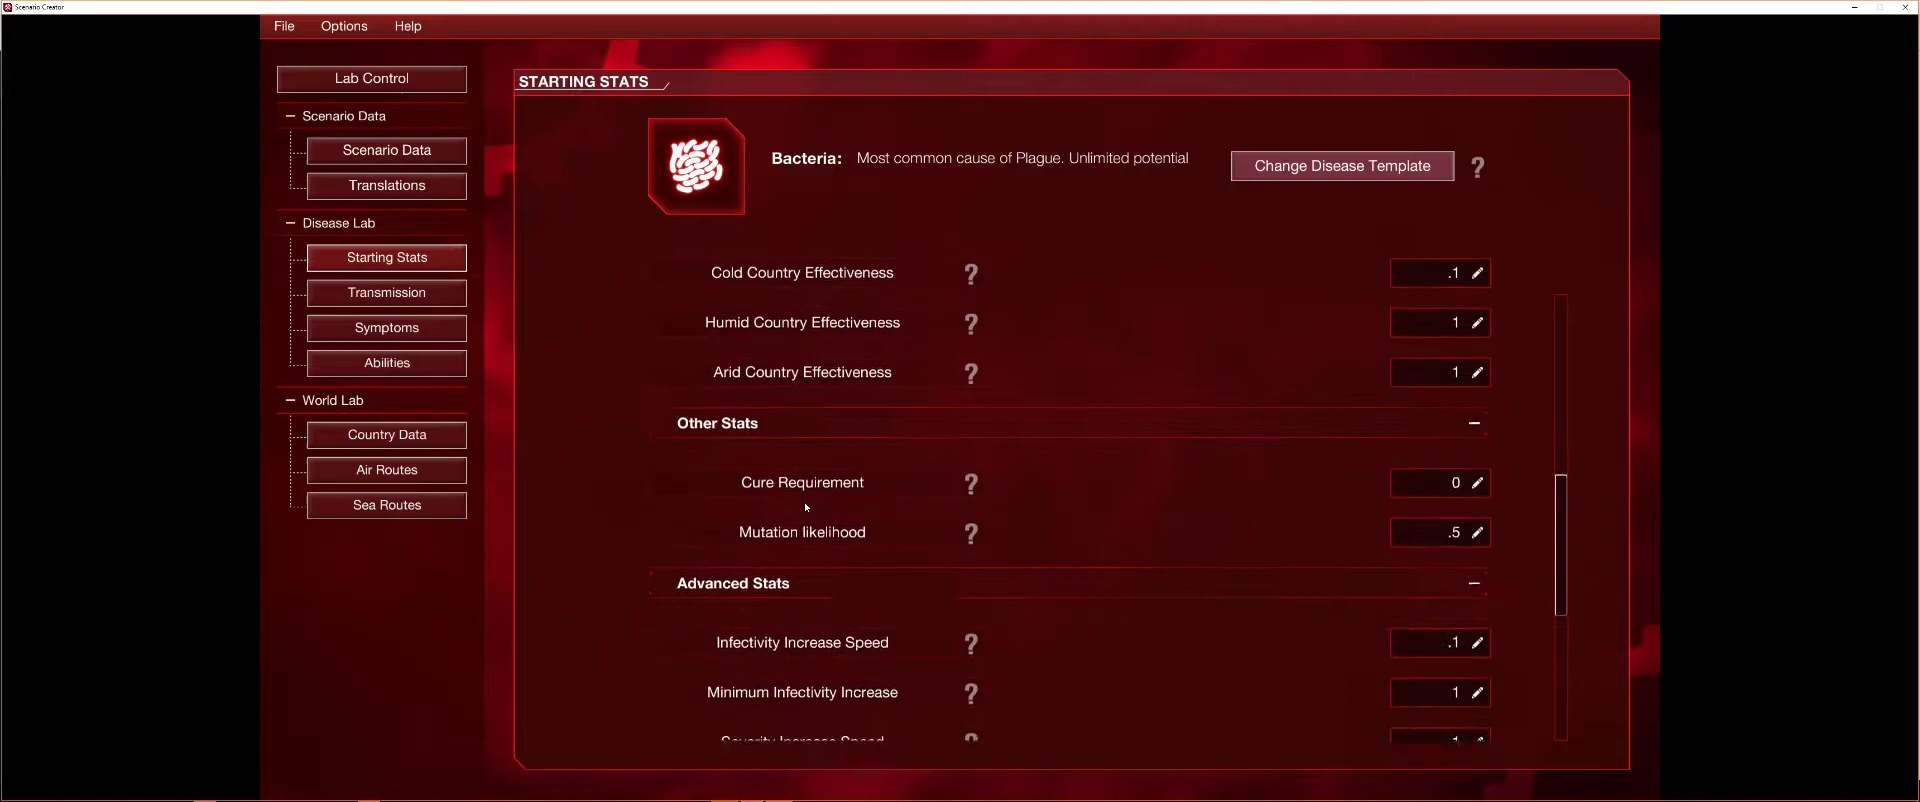 Scenario Creator
File Options Help
Lab Control
Scenario Data
Scenario Data
Translations
Disease Lab
Starting Stats
Transmission
Symptoms
Abilities
World Lab
Country Data
Air Routes
Sea Routes
STARTING STATS
Bacteria: Most common cause of Plague. Unlimited potential
Change Disease Template ?
Cold Country Effectiveness ? .1
Humid Country Effectiveness ? 1
Arid Country Effectiveness ? 1
Other Stats
Cure Requirement ? 0
Mutation likelihood ? .5
Advanced Stats
Infectivity Increase Speed ? .1
Minimum Infectivity Increase ? 1
Severity Increase Speed ?